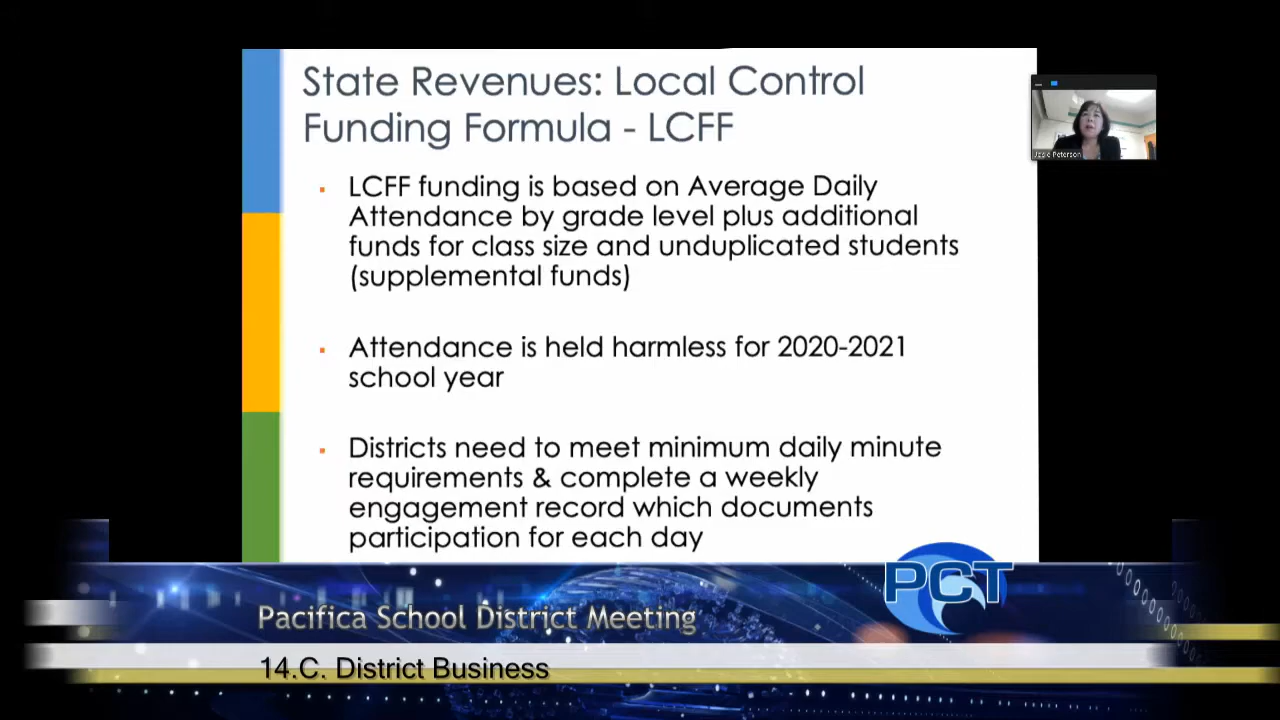 State Revenues: Local Control
Funding Formula - LCFF
▪ LCFF funding is based on Average Daily
Attendance by grade level plus additional
funds for class size and unduplicated students
(supplemental funds)
▪ Attendance is held harmless for 2020-2021
school year
▪ Districts need to meet minimum daily minute
requirements & complete a weekly
engagement record which documents
participation for each day
Peterson
PCT
Pacifica School District Meeting
14.C. District Business